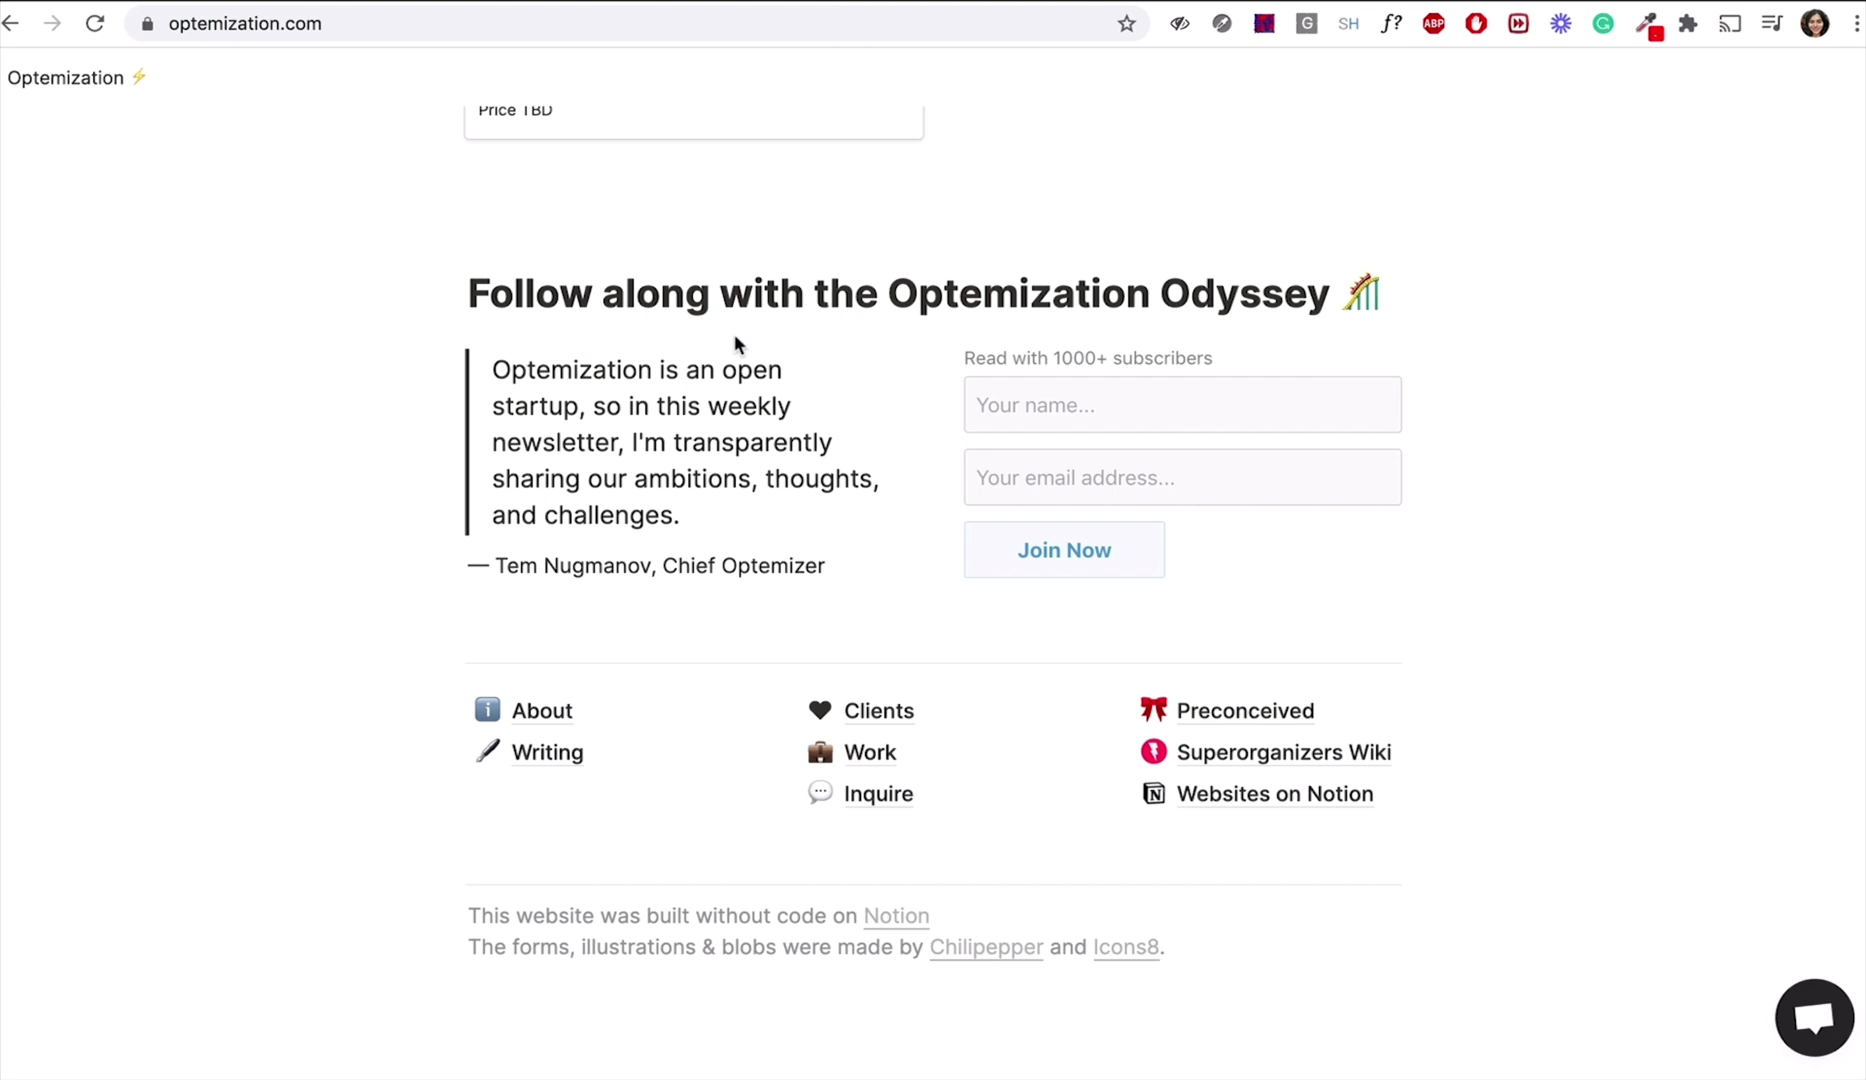 optemization.com
G
SH
f?
ABP
Optemization
Price TBD
Follow along with the Optemization Odyssey
Optemization is an open
startup, so in this weekly
newsletter, I'm transparently
sharing our ambitions, thoughts,
and challenges.
— Tem Nugmanov, Chief Optemizer
Read with 1000+ subscribers
Your name...
Your email address...
Join Now
About
Writing
Clients
Work
Inquire
Preconceived
Superorganizers Wiki
Websites on Notion
This website was built without code on Notion
The forms, illustrations & blobs were made by Chilipepper and Icons8.